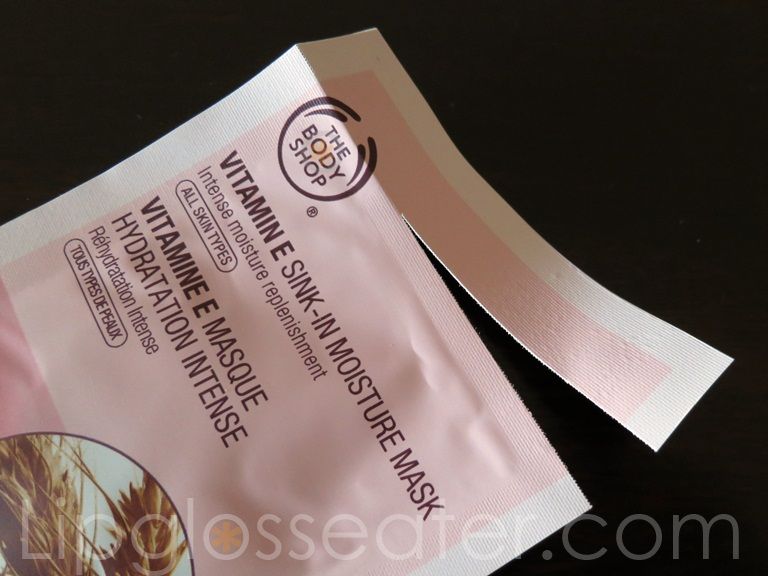 THE
BODY
SHOP
®
VITAMIN E SINK-IN MOISTURE MASK
Intense moisture replenishment
ALL SKIN TYPES
VITAMINE E MASQUE
HYDRATATION INTENSE
Réhydratation Intense
TOUS TYPES DE PEAUX
Lipglosseater.com